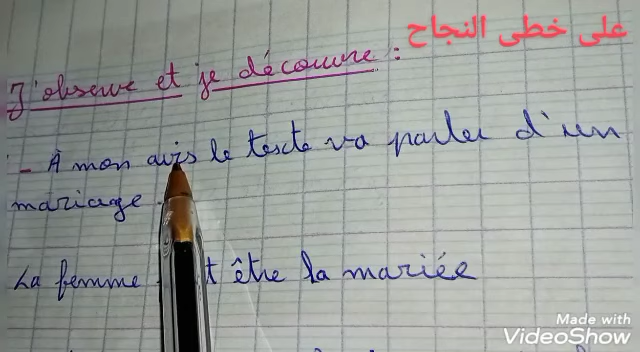 على خطى النجاح
J'observe et je découvre :
- À mon avis le texte va parler d'un
mariage
La femme t être la mariée
Made with
VideoShow